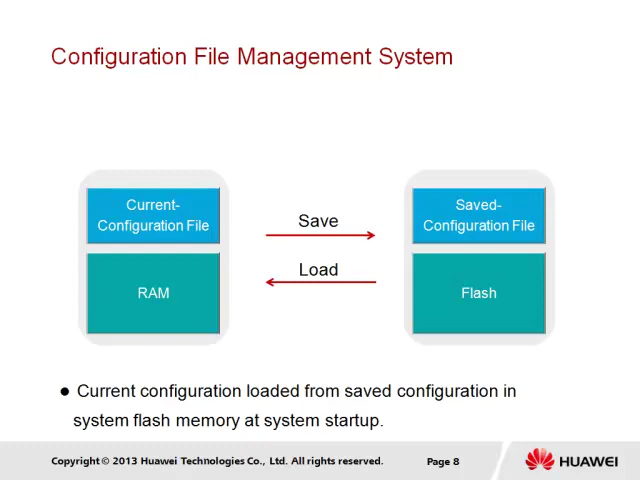 Configuration File Management System
Current-
Configuration File
RAM
Save
Load
Saved-
Configuration File
Flash
● Current configuration loaded from saved configuration in
system flash memory at system startup.
Copyright © 2013 Huawei Technologies Co., Ltd. All rights reserved.
Page 8
HUAWEI